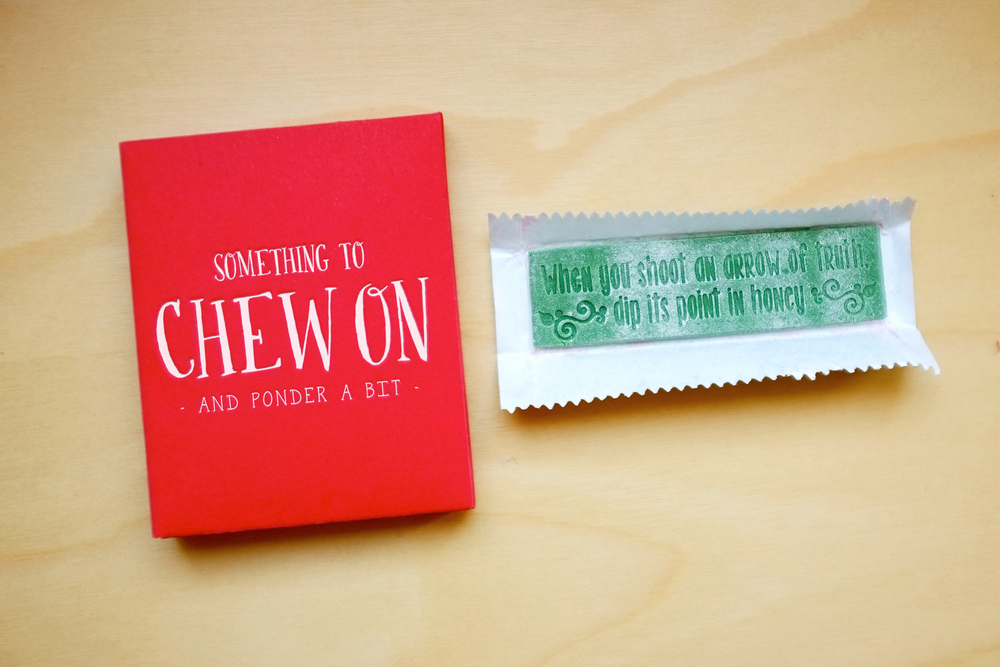 SOMETHING TO
CHEW ON
- AND PONDER A BIT -
When you shoot an arrow of truth,
dip its point in honey